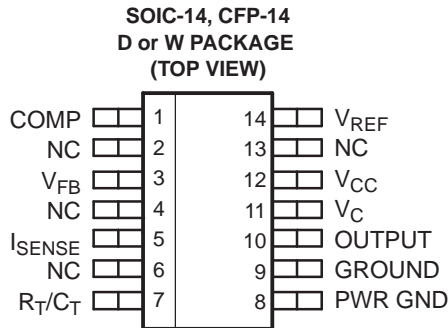 SOIC-14, CFP-14
D or W PACKAGE
(TOP VIEW)
COMP 1 14 VREF
NC 2 13 NC
VFB 3 12 VCC
NC 4 11 VC
ISENSE 5 10 OUTPUT
NC 6 9 GROUND
RT/CT 7 8 PWR GND